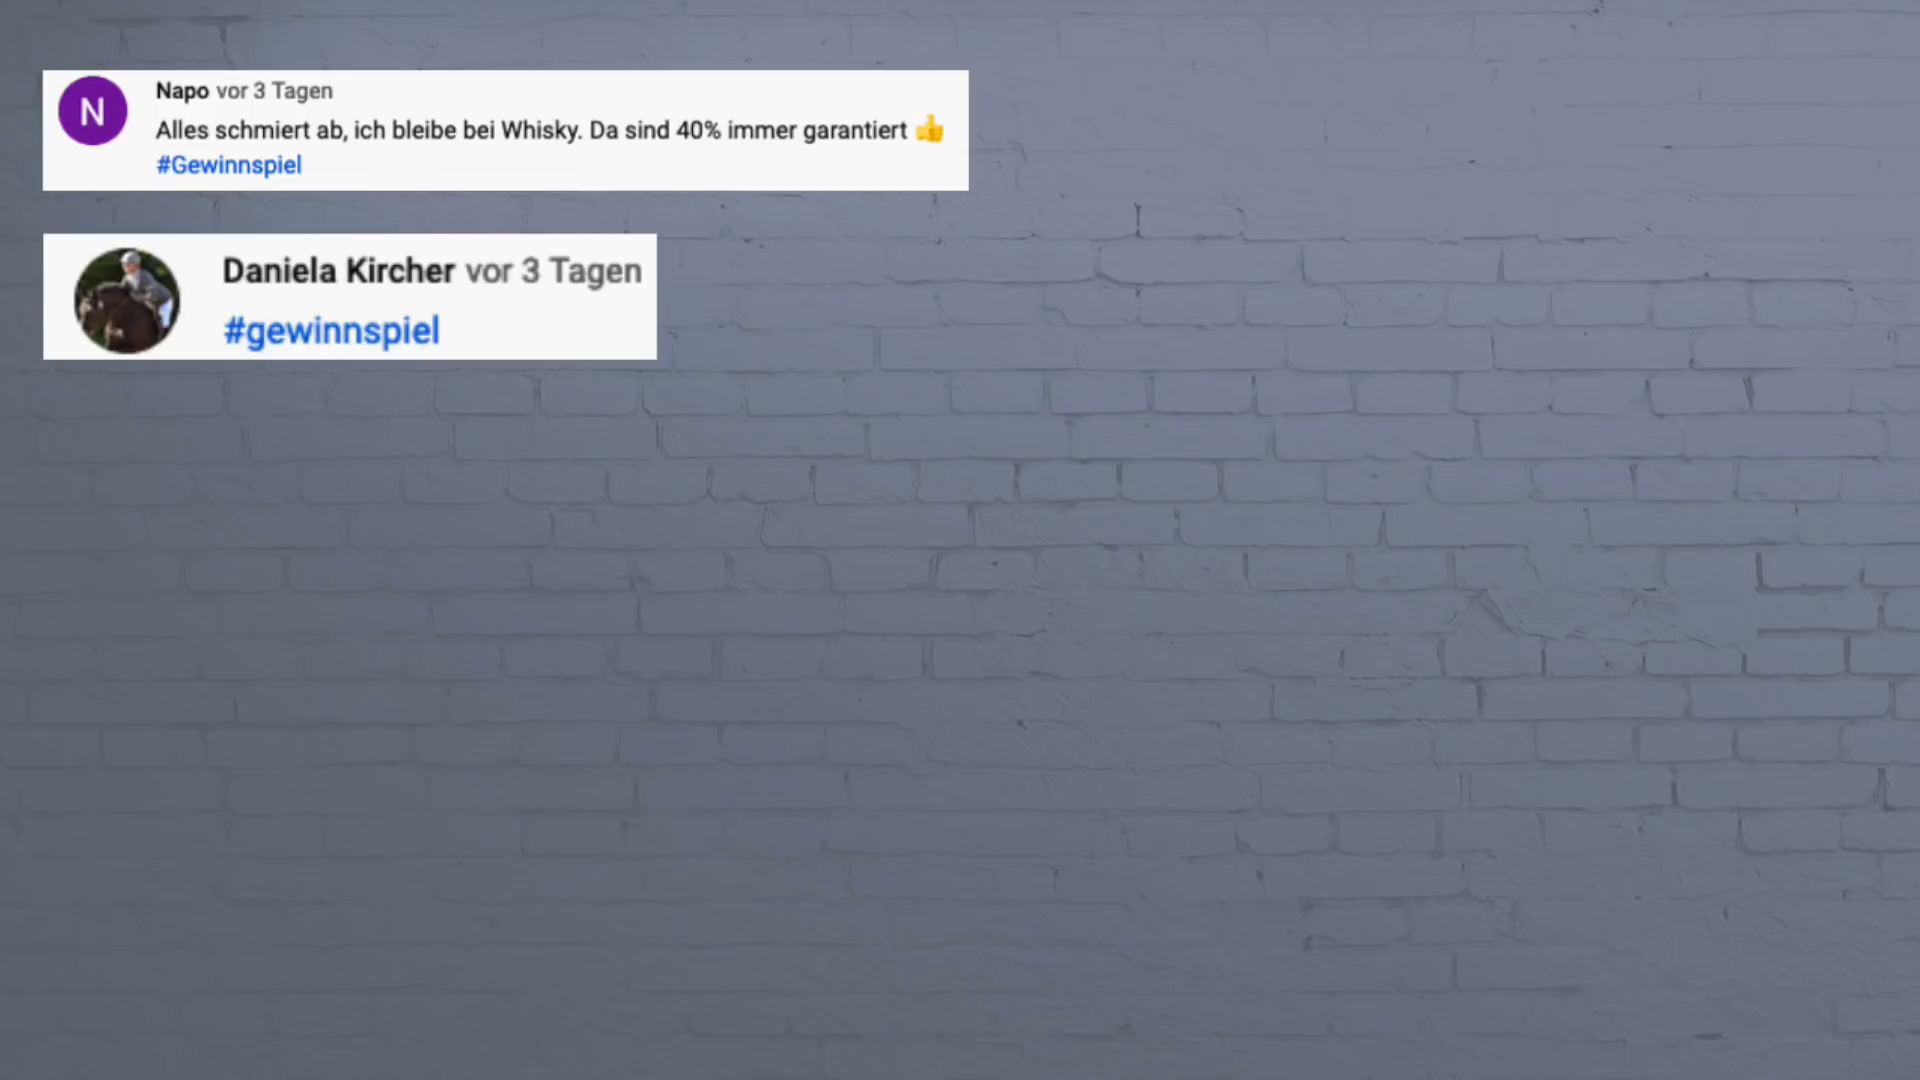 N
Napo vor 3 Tagen
Alles schmiert ab, ich bleibe bei Whisky. Da sind 40% immer garantiert 👍
#Gewinnspiel
Daniela Kircher vor 3 Tagen
#gewinnspiel